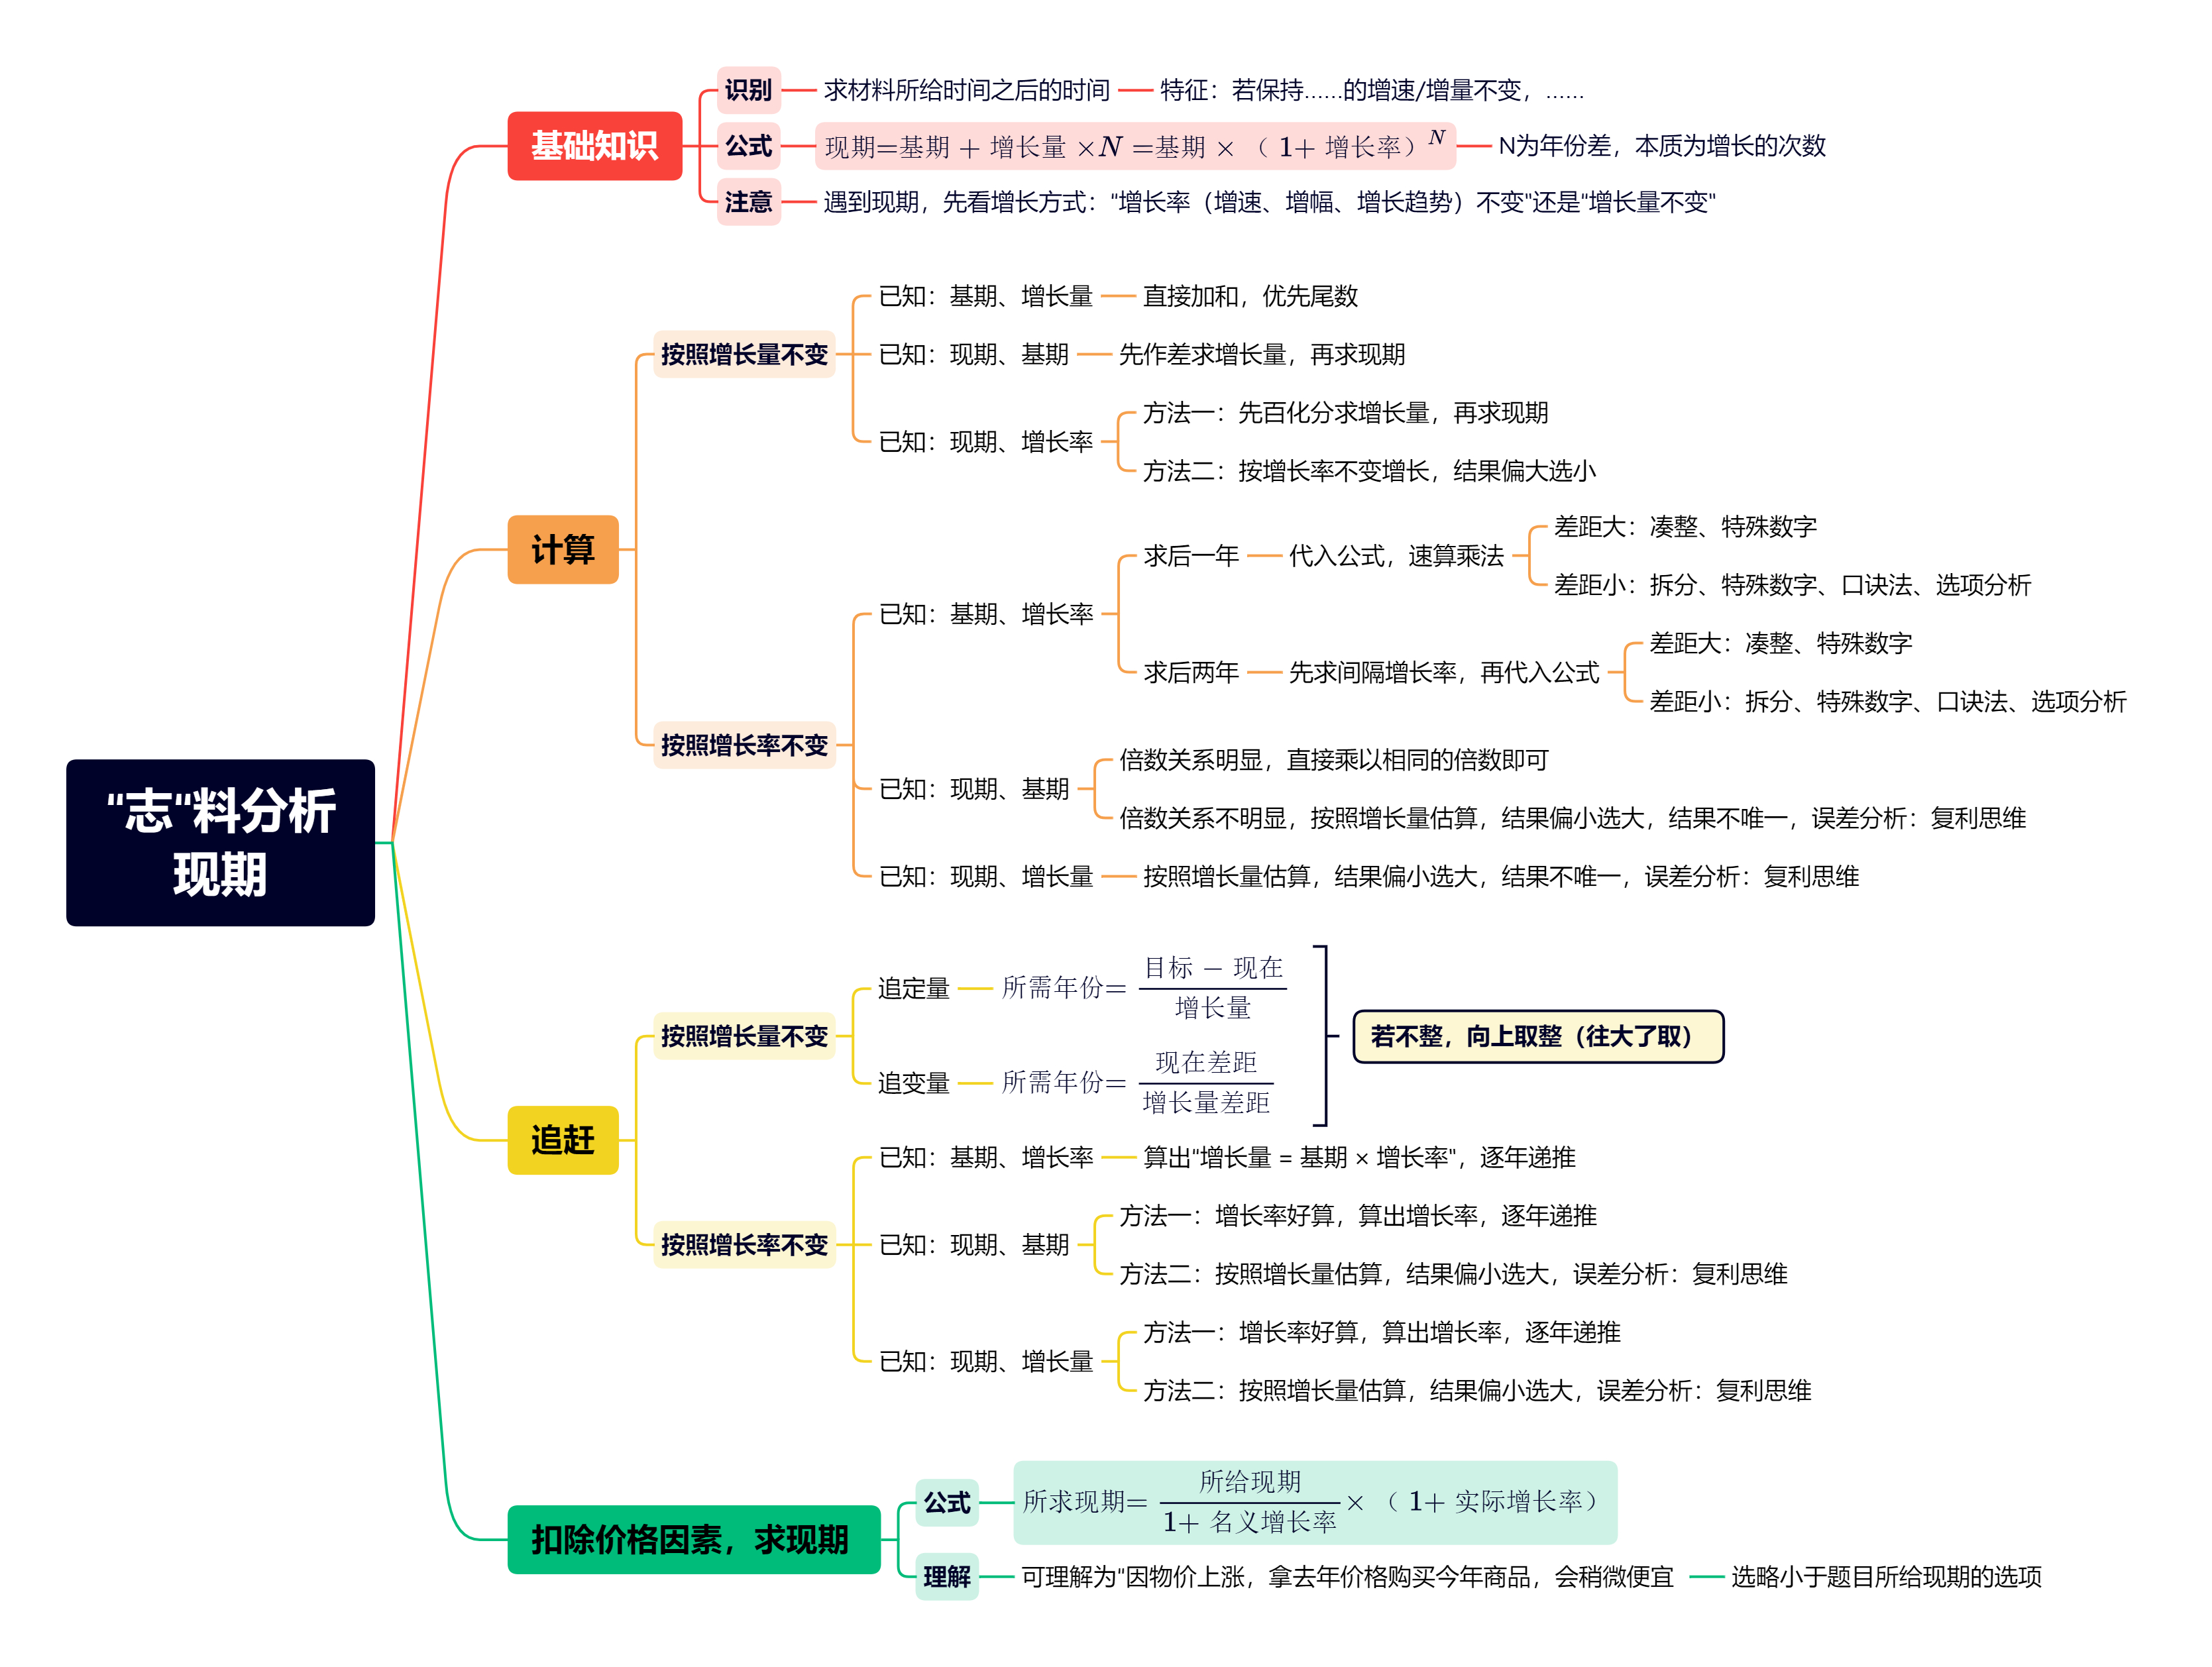 "志"料分析
现期
基础知识
识别
求材料所给时间之后的时间
特征：若保持……的增速/增量不变，……
公式
现期=基期 + 增长量 ×N =基期 × （ 1+ 增长率）^N
N为年份差，本质为增长的次数
注意
遇到现期，先看增长方式："增长率（增速、增幅、增长趋势）不变"还是"增长量不变"
计算
按照增长量不变
已知：基期、增长量
直接加和，优先尾数
已知：现期、基期
先作差求增长量，再求现期
已知：现期、增长率
方法一：先百化分求增长量，再求现期
方法二：按增长率不变增长，结果偏大选小
按照增长率不变
已知：基期、增长率
求后一年
代入公式，速算乘法
差距大：凑整、特殊数字
差距小：拆分、特殊数字、口诀法、选项分析
求后两年
先求间隔增长率，再代入公式
差距大：凑整、特殊数字
差距小：拆分、特殊数字、口诀法、选项分析
已知：现期、基期
倍数关系明显，直接乘以相同的倍数即可
倍数关系不明显，按照增长量估算，结果偏小选大，结果不唯一，误差分析：复利思维
已知：现期、增长量
按照增长量估算，结果偏小选大，结果不唯一，误差分析：复利思维
追赶
按照增长量不变
追定量
所需年份= 目标 − 现在 / 增长量
追变量
所需年份= 现在差距 / 增长量差距
若不整，向上取整（往大了取）
按照增长率不变
已知：基期、增长率
算出"增长量 = 基期 × 增长率"，逐年递推
已知：现期、基期
方法一：增长率好算，算出增长率，逐年递推
方法二：按照增长量估算，结果偏小选大，误差分析：复利思维
已知：现期、增长量
方法一：增长率好算，算出增长率，逐年递推
方法二：按照增长量估算，结果偏小选大，误差分析：复利思维
扣除价格因素，求现期
公式
所求现期= 所给现期 / 1+ 名义增长率 × （ 1+ 实际增长率）
理解
可理解为"因物价上涨，拿去年价格购买今年商品，会稍微便宜
选略小于题目所给现期的选项